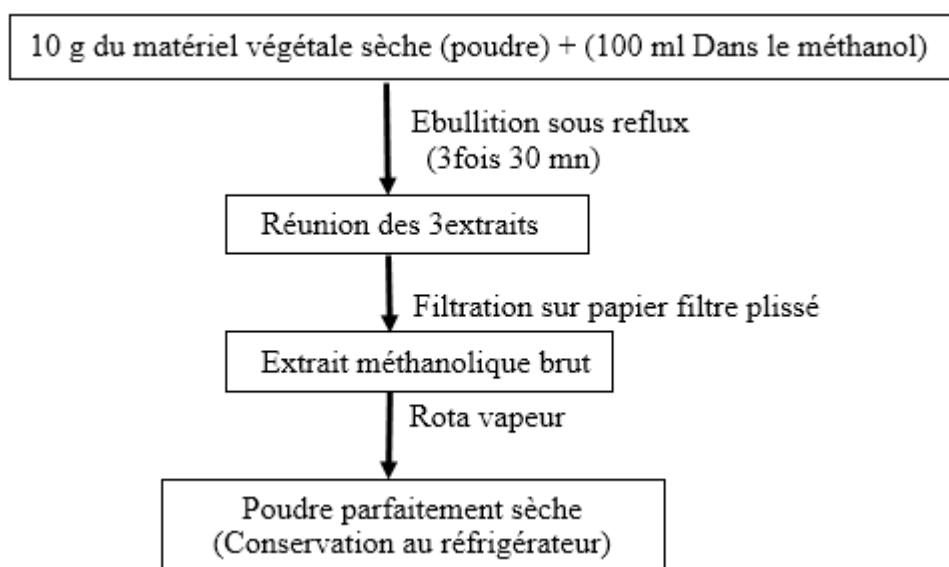 10 g du matériel végétale sèche (poudre) + (100 ml Dans le méthanol)
Ebullition sous reflux
(3fois 30 mn)
Réunion des 3extraits
Filtration sur papier filtre plissé
Extrait méthanolique brut
Rota vapeur
Poudre parfaitement sèche
(Conservation au réfrigérateur)